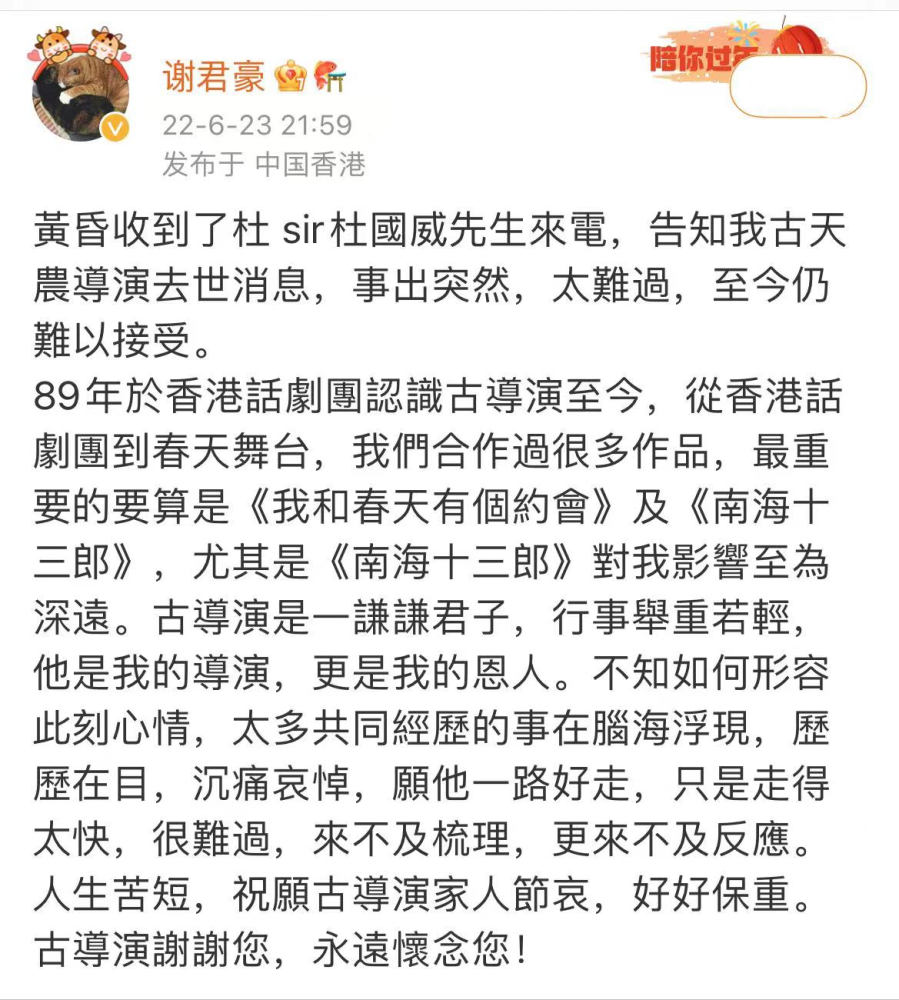 谢君豪
陪你过年
22-6-23 21:59
发布于 中国香港
黃昏收到了杜 sir杜國威先生來電，告知我古天
農導演去世消息，事出突然，太難過，至今仍
難以接受。
89年於香港話劇團認識古導演至今，從香港話
劇團到春天舞台，我們合作過很多作品，最重
要的要算是《我和春天有個約會》及《南海十
三郎》，尤其是《南海十三郎》對我影響至為
深遠。古導演是一謙謙君子，行事舉重若輕，
他是我的導演，更是我的恩人。不知如何形容
此刻心情，太多共同經歷的事在腦海浮現，歷
歷在目，沉痛哀悼，願他一路好走，只是走得
太快，很難過，來不及梳理，更來不及反應。
人生苦短，祝願古導演家人節哀，好好保重。
古導演謝謝您，永遠懷念您！